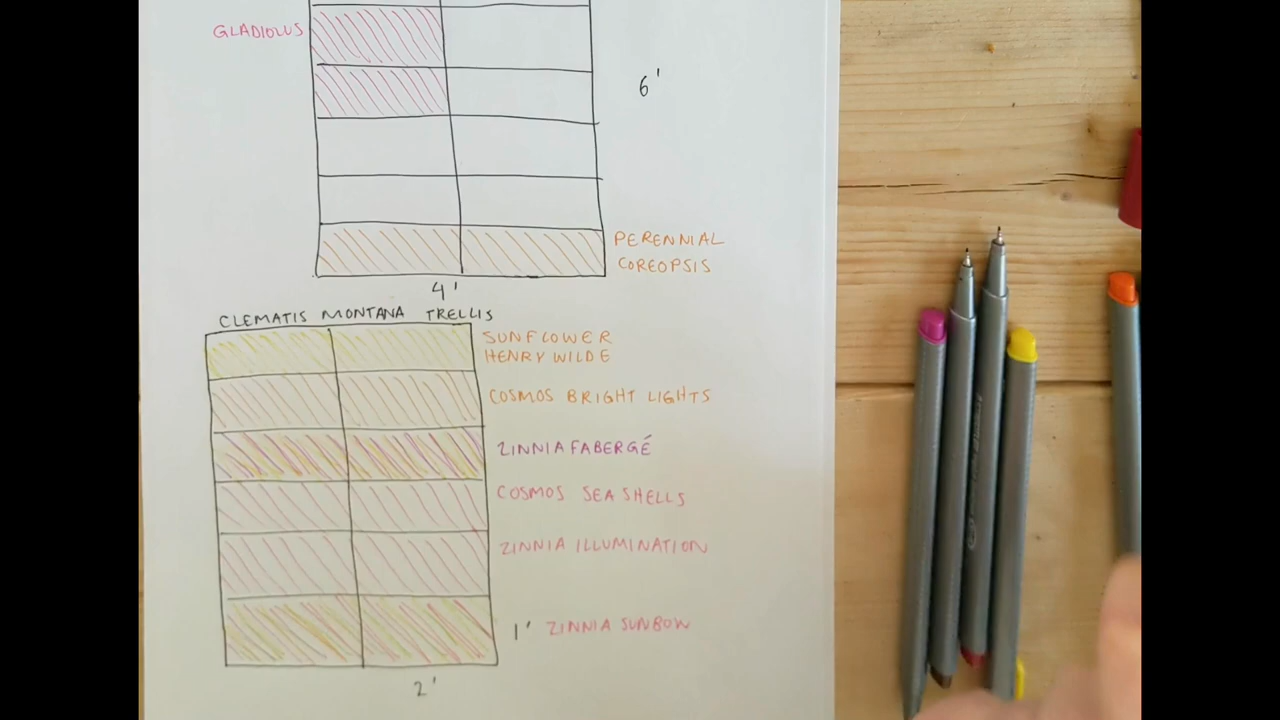 GLADIOLUS
6'
PERENNIAL
COREOPSIS
4'
CLEMATIS MONTANA TRELLIS
SUNFLOWER
HENRY WILDE
COSMOS BRIGHT LIGHTS
ZINNIA FABERGÉ
COSMOS SEA SHELLS
ZINNIA ILLUMINATION
1' ZINNIA SUNBOW
2'